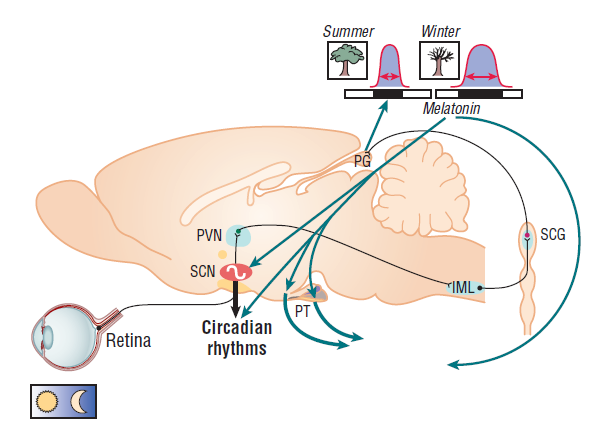 Summer
Winter
Melatonin
PG
PVN
SCG
SCN
IML
PT
Circadian
rhythms
Retina